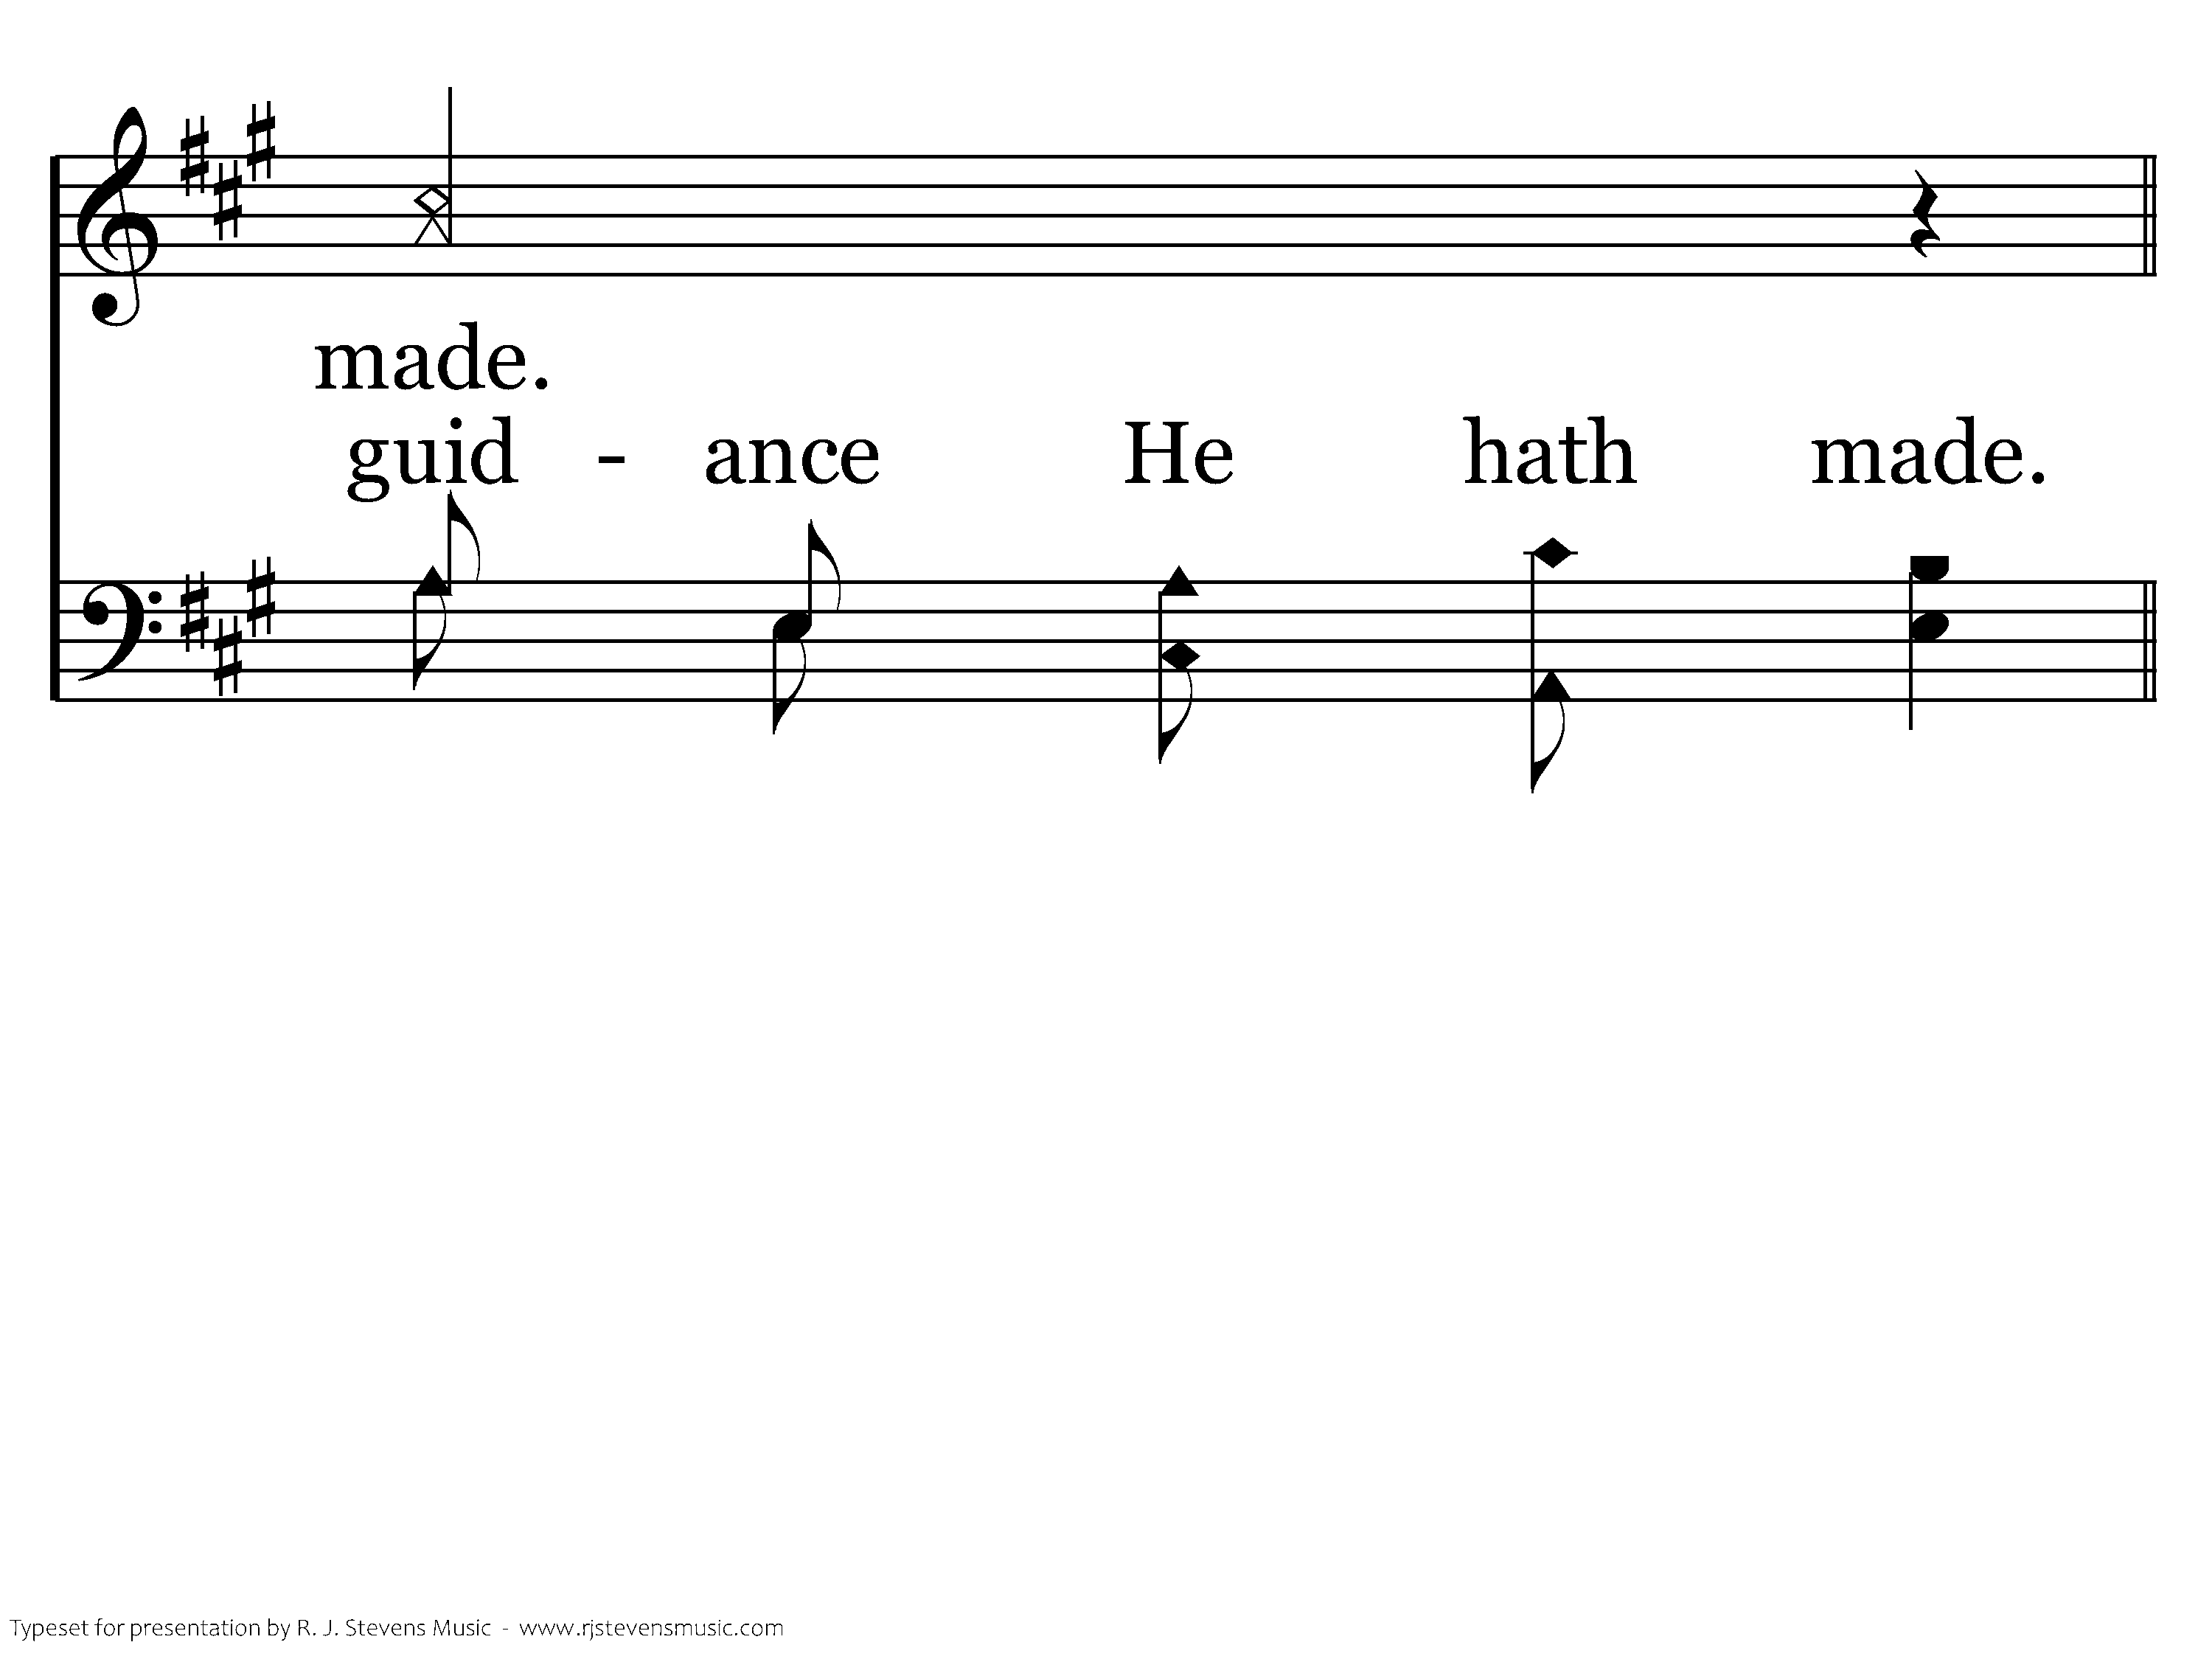 made.
guid - ance He hath made.
Typeset for presentation by R. J. Stevens Music - www.rjstevensmusic.com